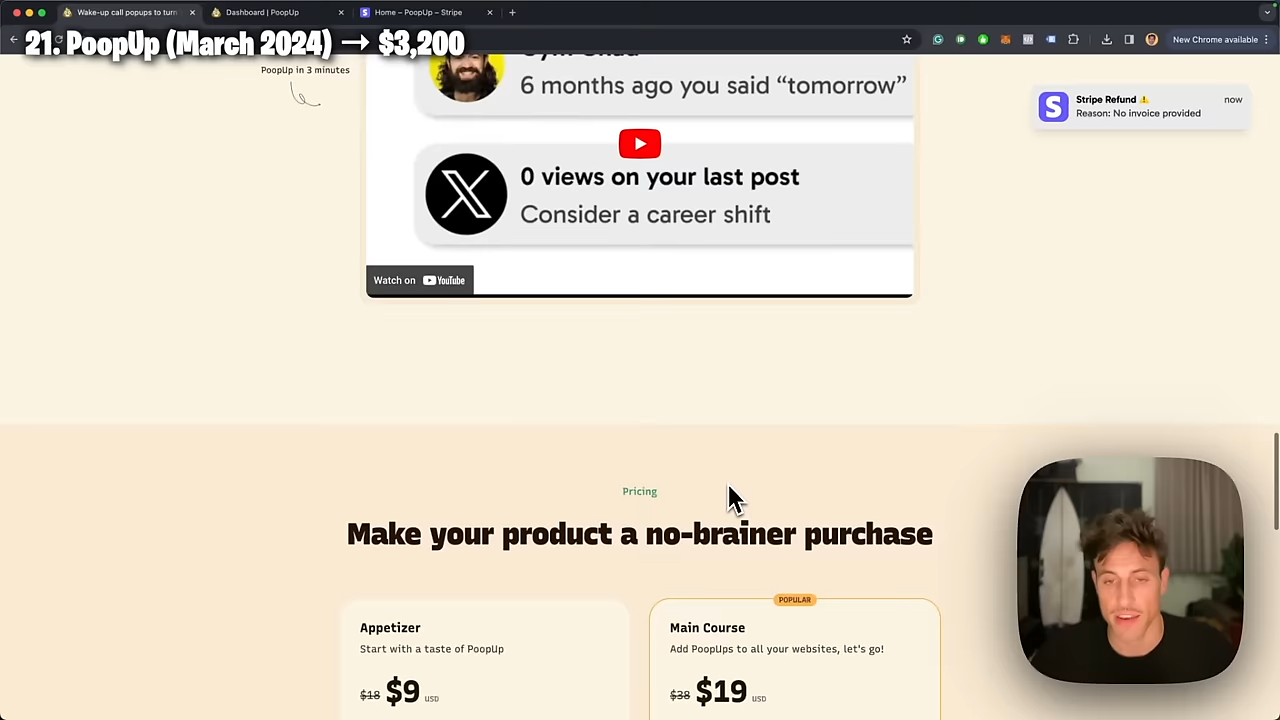 Wake-up call popups to turn
Dashboard | PoopUp
Home – PoopUp – Stripe
New Chrome available
21. PoopUp (March 2024) → $3,200
PoopUp in 3 minutes
6 months ago you said “tomorrow”
0 views on your last post
Consider a career shift
Watch on YouTube
Stripe Refund ⚠️
now
Reason: No invoice provided
Pricing
Make your product a no-brainer purchase
POPULAR
Appetizer
Start with a taste of PoopUp
$18 $9 USD
Main Course
Add PoopUps to all your websites, let's go!
$38 $19 USD